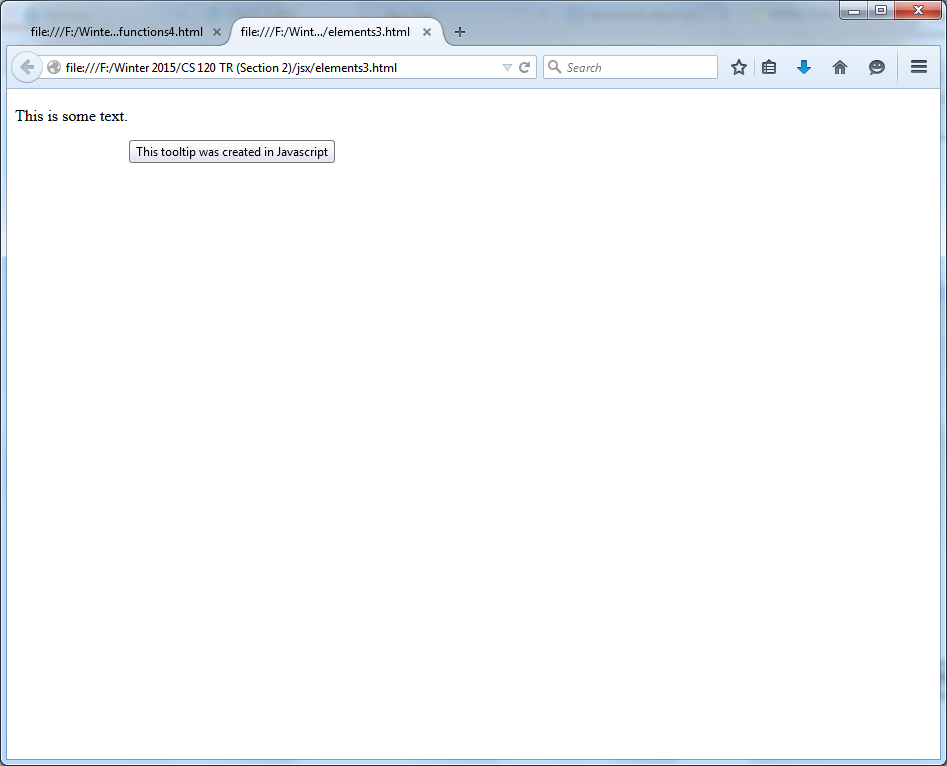 file:///F:/Winte...functions4.html
file:///F:/Wint.../elements3.html
file:///F:/Winter 2015/CS 120 TR (Section 2)/jsx/elements3.html
Search
This is some text.
This tooltip was created in Javascript